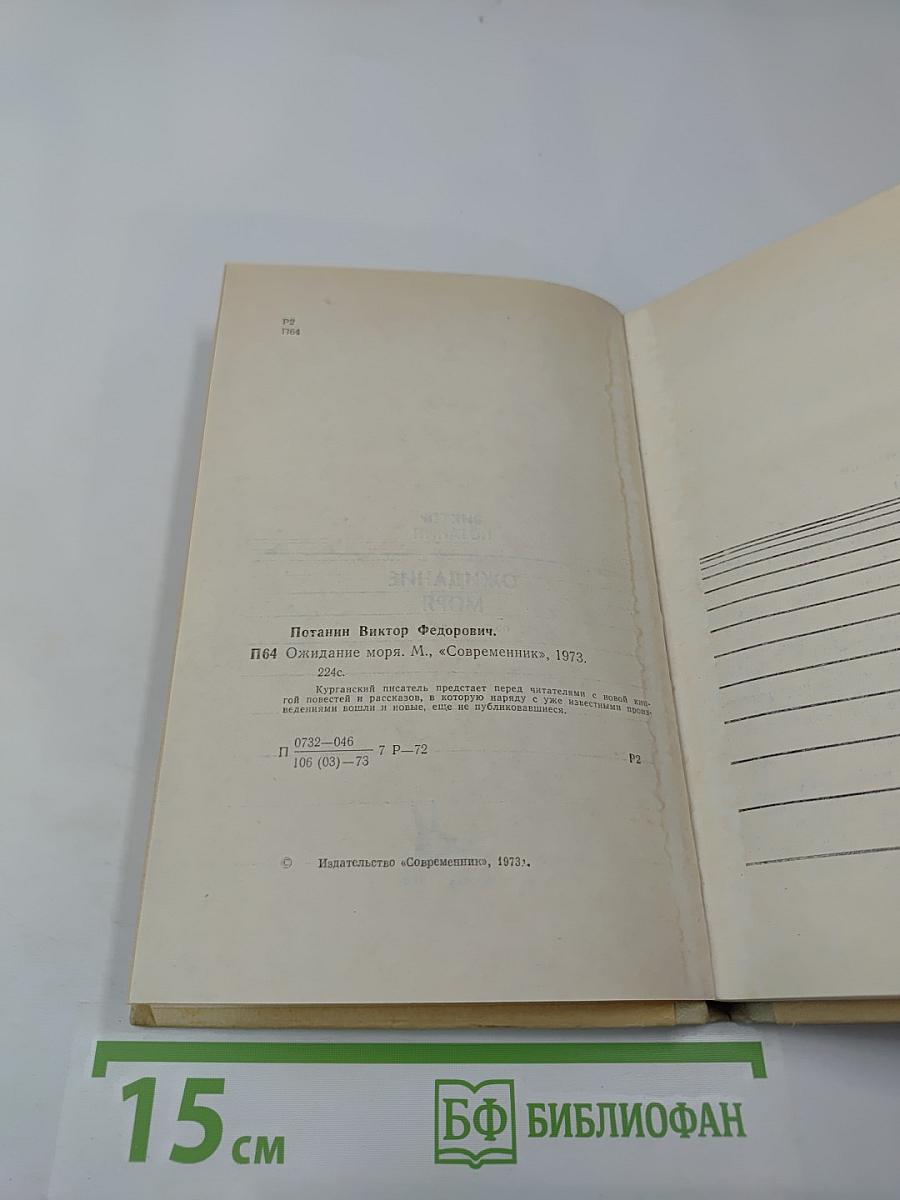 Р2
П64
Потанин Виктор Федорович.
П64 Ожидание моря. М., «Современник», 1973.
224с.
Курганский писатель предстает перед читателями с новой кни-
гой повестей и рассказов, в которую наряду с уже известными произ-
ведениями вошли и новые, еще не публиковавшиеся.
П 0732—046
106 (03)—73 7 Р—72
Р2
© Издательство «Современник», 1973г.
15 см
БФ БИБЛИОФАН